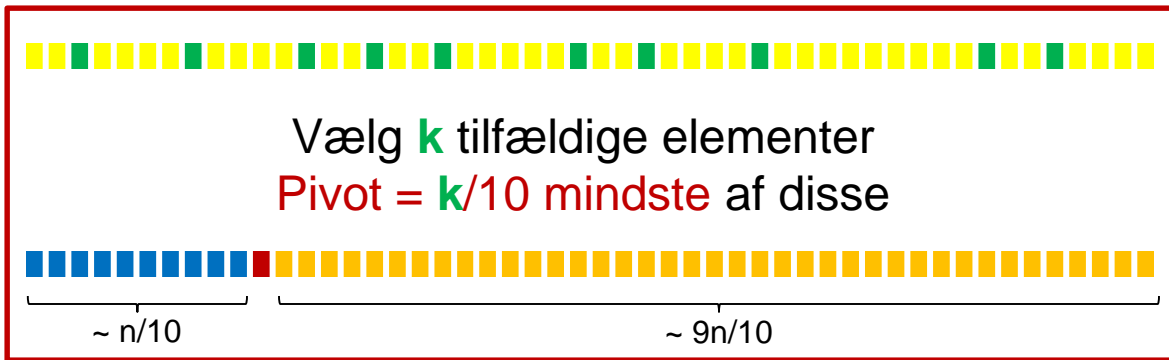 Vælg k tilfældige elementer
Pivot = k/10 mindste af disse
~ n/10
~ 9n/10